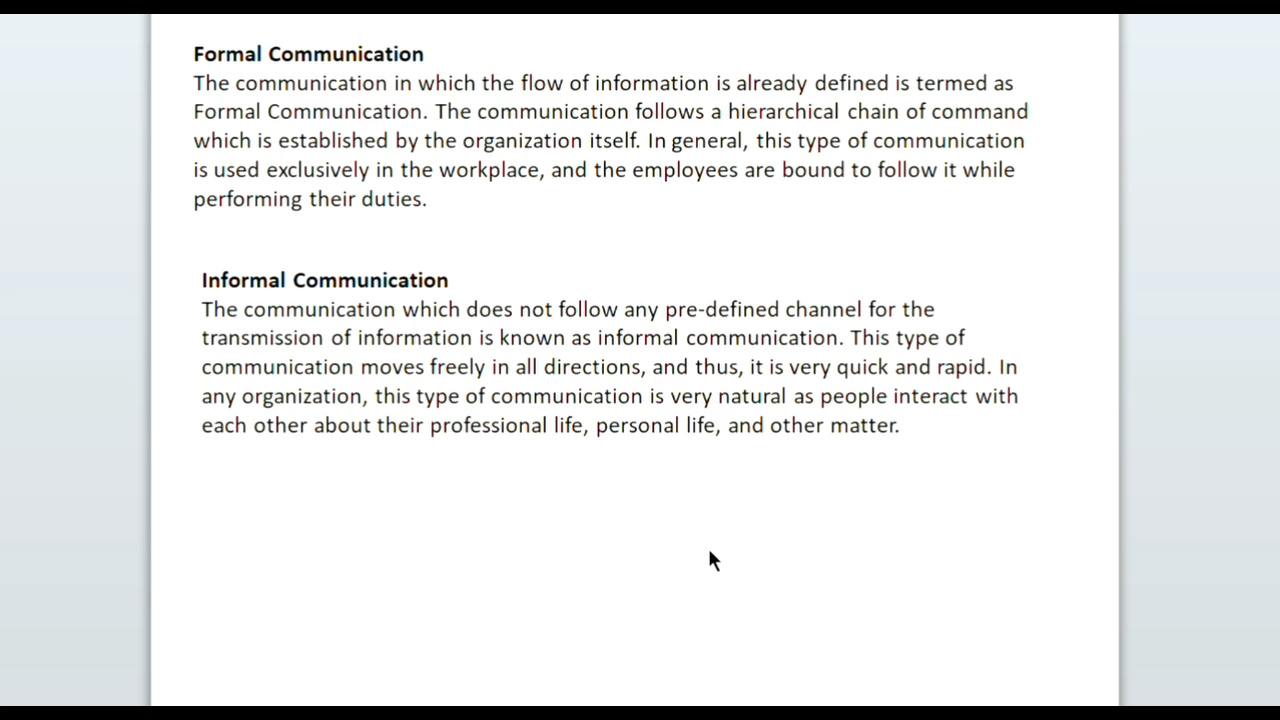 Formal Communication
The communication in which the flow of information is already defined is termed as
Formal Communication. The communication follows a hierarchical chain of command
which is established by the organization itself. In general, this type of communication
is used exclusively in the workplace, and the employees are bound to follow it while
performing their duties.
Informal Communication
The communication which does not follow any pre-defined channel for the
transmission of information is known as informal communication. This type of
communication moves freely in all directions, and thus, it is very quick and rapid. In
any organization, this type of communication is very natural as people interact with
each other about their professional life, personal life, and other matter.